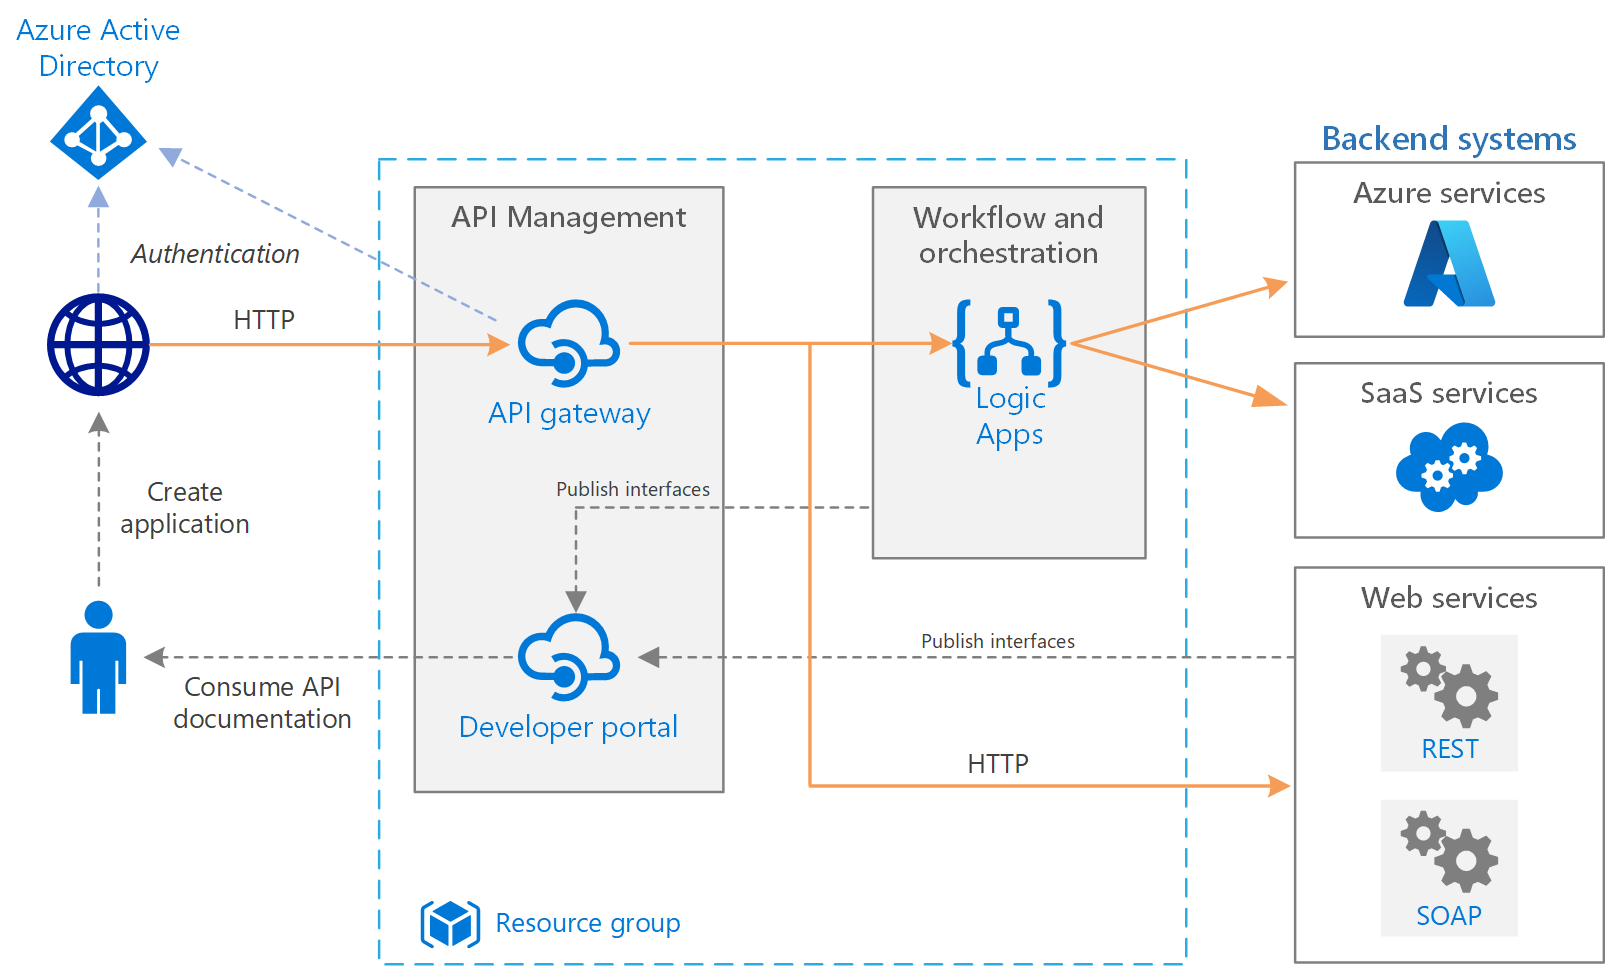 Azure Active
Directory
Backend systems
Azure services
API Management
Workflow and
orchestration
Authentication
HTTP
API gateway
Logic
Apps
SaaS services
Create
application
Publish interfaces
Web services
Publish interfaces
Consume API
documentation
Developer portal
REST
HTTP
SOAP
Resource group